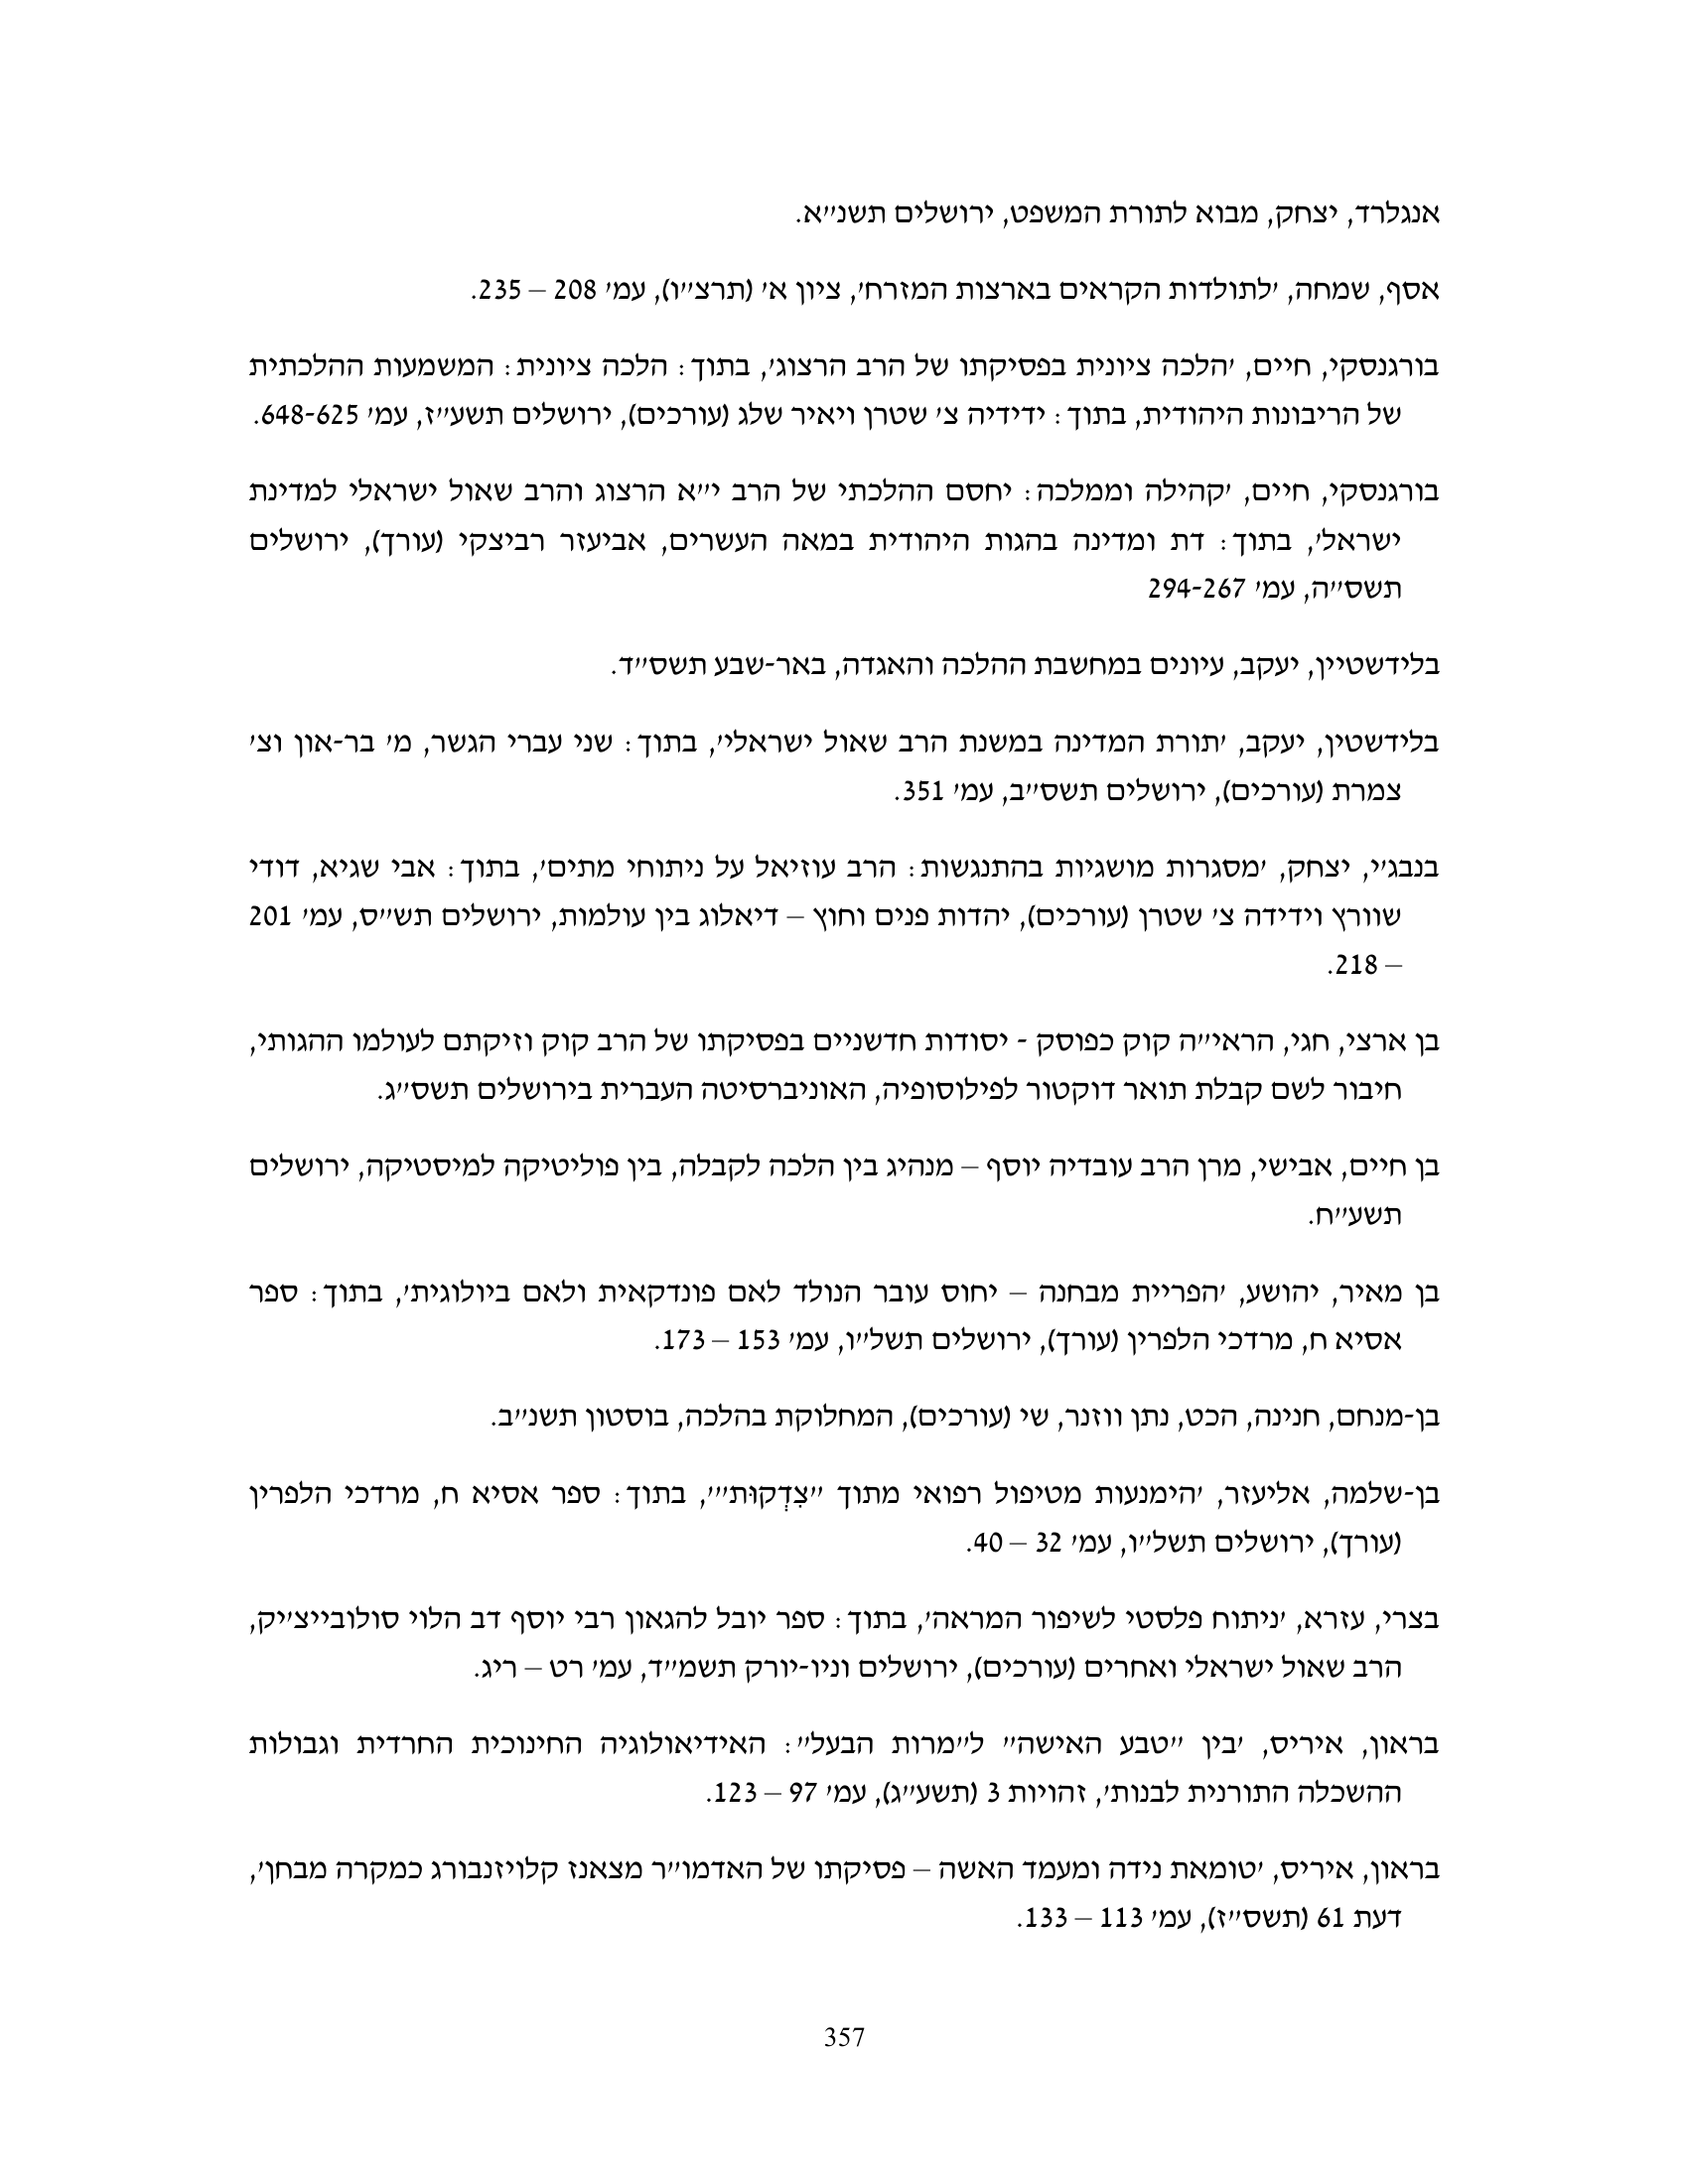 אנגלרד, יצחק, מבוא לתורת המשפט, ירושלים תשנ״א.
אסף, שמחה, ׳לתולדות הקראים בארצות המזרח׳, ציון א׳ (תרצ״ו), עמ׳ 208 – 235.
בורגנסקי, חיים, ׳הלכה ציונית בפסיקתו של הרב הרצוג׳, בתוך: הלכה ציונית: המשמעות ההלכתית
של הריבונות היהודית, בתוך: ידידיה צ׳ שטרן ויאיר שלג (עורכים), ירושלים תשע״ז, עמ׳ 648-625.
בורגנסקי, חיים, ׳קהילה וממלכה: יחסם ההלכתי של הרב י״א הרצוג והרב שאול ישראלי למדינת
ישראל׳, בתוך: דת ומדינה בהגות היהודית במאה העשרים, אביעזר רביצקי (עורך), ירושלים
תשס״ה, עמ׳ 294-267
בלידשטיין, יעקב, עיונים במחשבת ההלכה והאגדה, באר-שבע תשס״ד.
בלידשטין, יעקב, ׳תורת המדינה במשנת הרב שאול ישראלי׳, בתוך: שני עברי הגשר, מ׳ בר-און וצ׳
צמרת (עורכים), ירושלים תשס״ב, עמ׳ 351.
בנבג׳י, יצחק, ׳מסגרות מושגיות בהתנגשות: הרב עוזיאל על ניתוחי מתים׳, בתוך: אבי שגיא, דודי
שוורץ וידידה צ׳ שטרן (עורכים), יהדות פנים וחוץ – דיאלוג בין עולמות, ירושלים תש״ס, עמ׳ 201
– 218.
בן ארצי, חגי, הראי״ה קוק כפוסק - יסודות חדשניים בפסיקתו של הרב קוק וזיקתם לעולמו ההגותי,
חיבור לשם קבלת תואר דוקטור לפילוסופיה, האוניברסיטה העברית בירושלים תשס״ג.
בן חיים, אבישי, מרן הרב עובדיה יוסף – מנהיג בין הלכה לקבלה, בין פוליטיקה למיסטיקה, ירושלים
תשע״ח.
בן מאיר, יהושע, ׳הפריית מבחנה – יחוס עובר הנולד לאם פונדקאית ולאם ביולוגית׳, בתוך: ספר
אסיא ח, מרדכי הלפרין (עורך), ירושלים תשל״ו, עמ׳ 153 – 173.
בן-מנחם, חנינה, הכט, נתן ווזנר, שי (עורכים), המחלוקת בהלכה, בוסטון תשנ״ב.
בן-שלמה, אליעזר, ׳הימנעות מטיפול רפואי מתוך ״צִדְקוּת״׳, בתוך: ספר אסיא ח, מרדכי הלפרין
(עורך), ירושלים תשל״ו, עמ׳ 32 – 40.
בצרי, עזרא, ׳ניתוח פלסטי לשיפור המראה׳, בתוך: ספר יובל להגאון רבי יוסף דב הלוי סולובייצ׳יק,
הרב שאול ישראלי ואחרים (עורכים), ירושלים וניו-יורק תשמ״ד, עמ׳ רט – ריג.
בראון, איריס, ׳בין ״טבע האישה״ ל״מרות הבעל״: האידיאולוגיה החינוכית החרדית וגבולות
ההשכלה התורנית לבנות׳, זהויות 3 (תשע״ג), עמ׳ 97 – 123.
בראון, איריס, ׳טומאת נידה ומעמד האשה – פסיקתו של האדמו״ר מצאנז קלויזנבורג כמקרה מבחן׳,
דעת 61 (תשס״ז), עמ׳ 113 – 133.
357